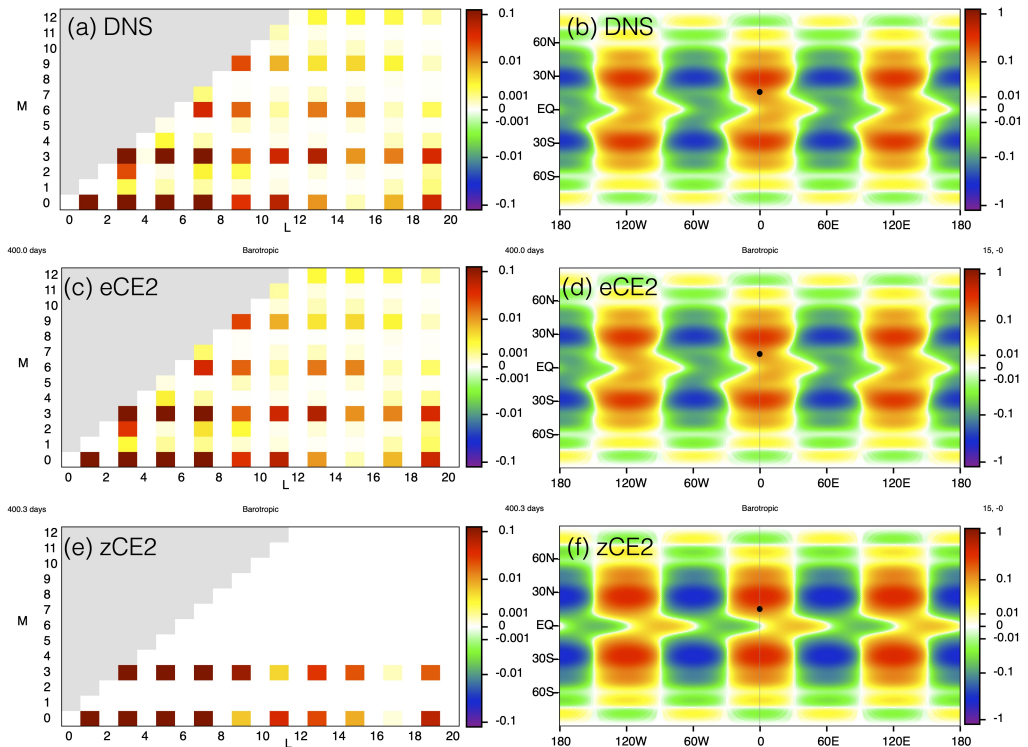 (a) DNS
12
11
10
9
7
6
5
4
3
2
1
0
M
0 2 4 6 8 10 12 14 16 18 20
L
0.1
0.01
0.001
0
-0.001
-0.01
-0.1
(b) DNS
60N
30N
EQ
30S
60S
180 120W 60W 0 60E 120E 180
1
0.1
0.01
0
-0.01
-0.1
-1
400.0 days Barotropic
400.0 days Barotropic 15, -0
(c) eCE2
12
11
10
9
7
6
5
4
3
2
1
0
M
0 2 4 6 8 10 12 14 16 18 20
L
0.1
0.01
0.001
0
-0.001
-0.01
-0.1
(d) eCE2
60N
30N
EQ
30S
60S
180 120W 60W 0 60E 120E 180
1
0.1
0.01
0
-0.01
-0.1
-1
400.3 days Barotropic
400.3 days Barotropic 15, -0
(e) zCE2
12
11
10
9
8
7
6
5
4
3
2
1
0
M
0 2 4 6 8 10 12 14 16 18 20
L
0.1
0.01
0.001
0
-0.001
-0.01
-0.1
(f) zCE2
60N
30N
EQ
30S
60S
180 120W 60W 0 60E 120E 180
1
0.1
0.01
0
-0.01
-0.1
-1